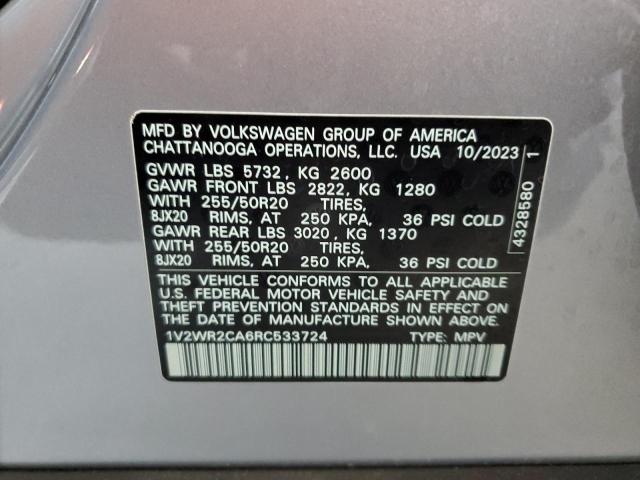 MFD BY VOLKSWAGEN GROUP OF AMERICA
CHATTANOOGA OPERATIONS, LLC. USA 10/2023
GVWR LBS 5732 , KG 2600
GAWR FRONT LBS 2822, KG 1280
WITH 255/50R20 TIRES,
8JX20 RIMS, AT 250 KPA, 36 PSI COLD
GAWR REAR LBS 3020 , KG 1370
WITH 255/50R20 TIRES,
8JX20 RIMS, AT 250 KPA, 36 PSI COLD
THIS VEHICLE CONFORMS TO ALL APPLICABLE
U.S. FEDERAL MOTOR VEHICLE SAFETY AND
THEFT PREVENTION STANDARDS IN EFFECT ON THE
DATE OF MANUFACTURE SHOWN ABOVE.
1V2WR2CA6RC533724 TYPE: MPV
4328580 1